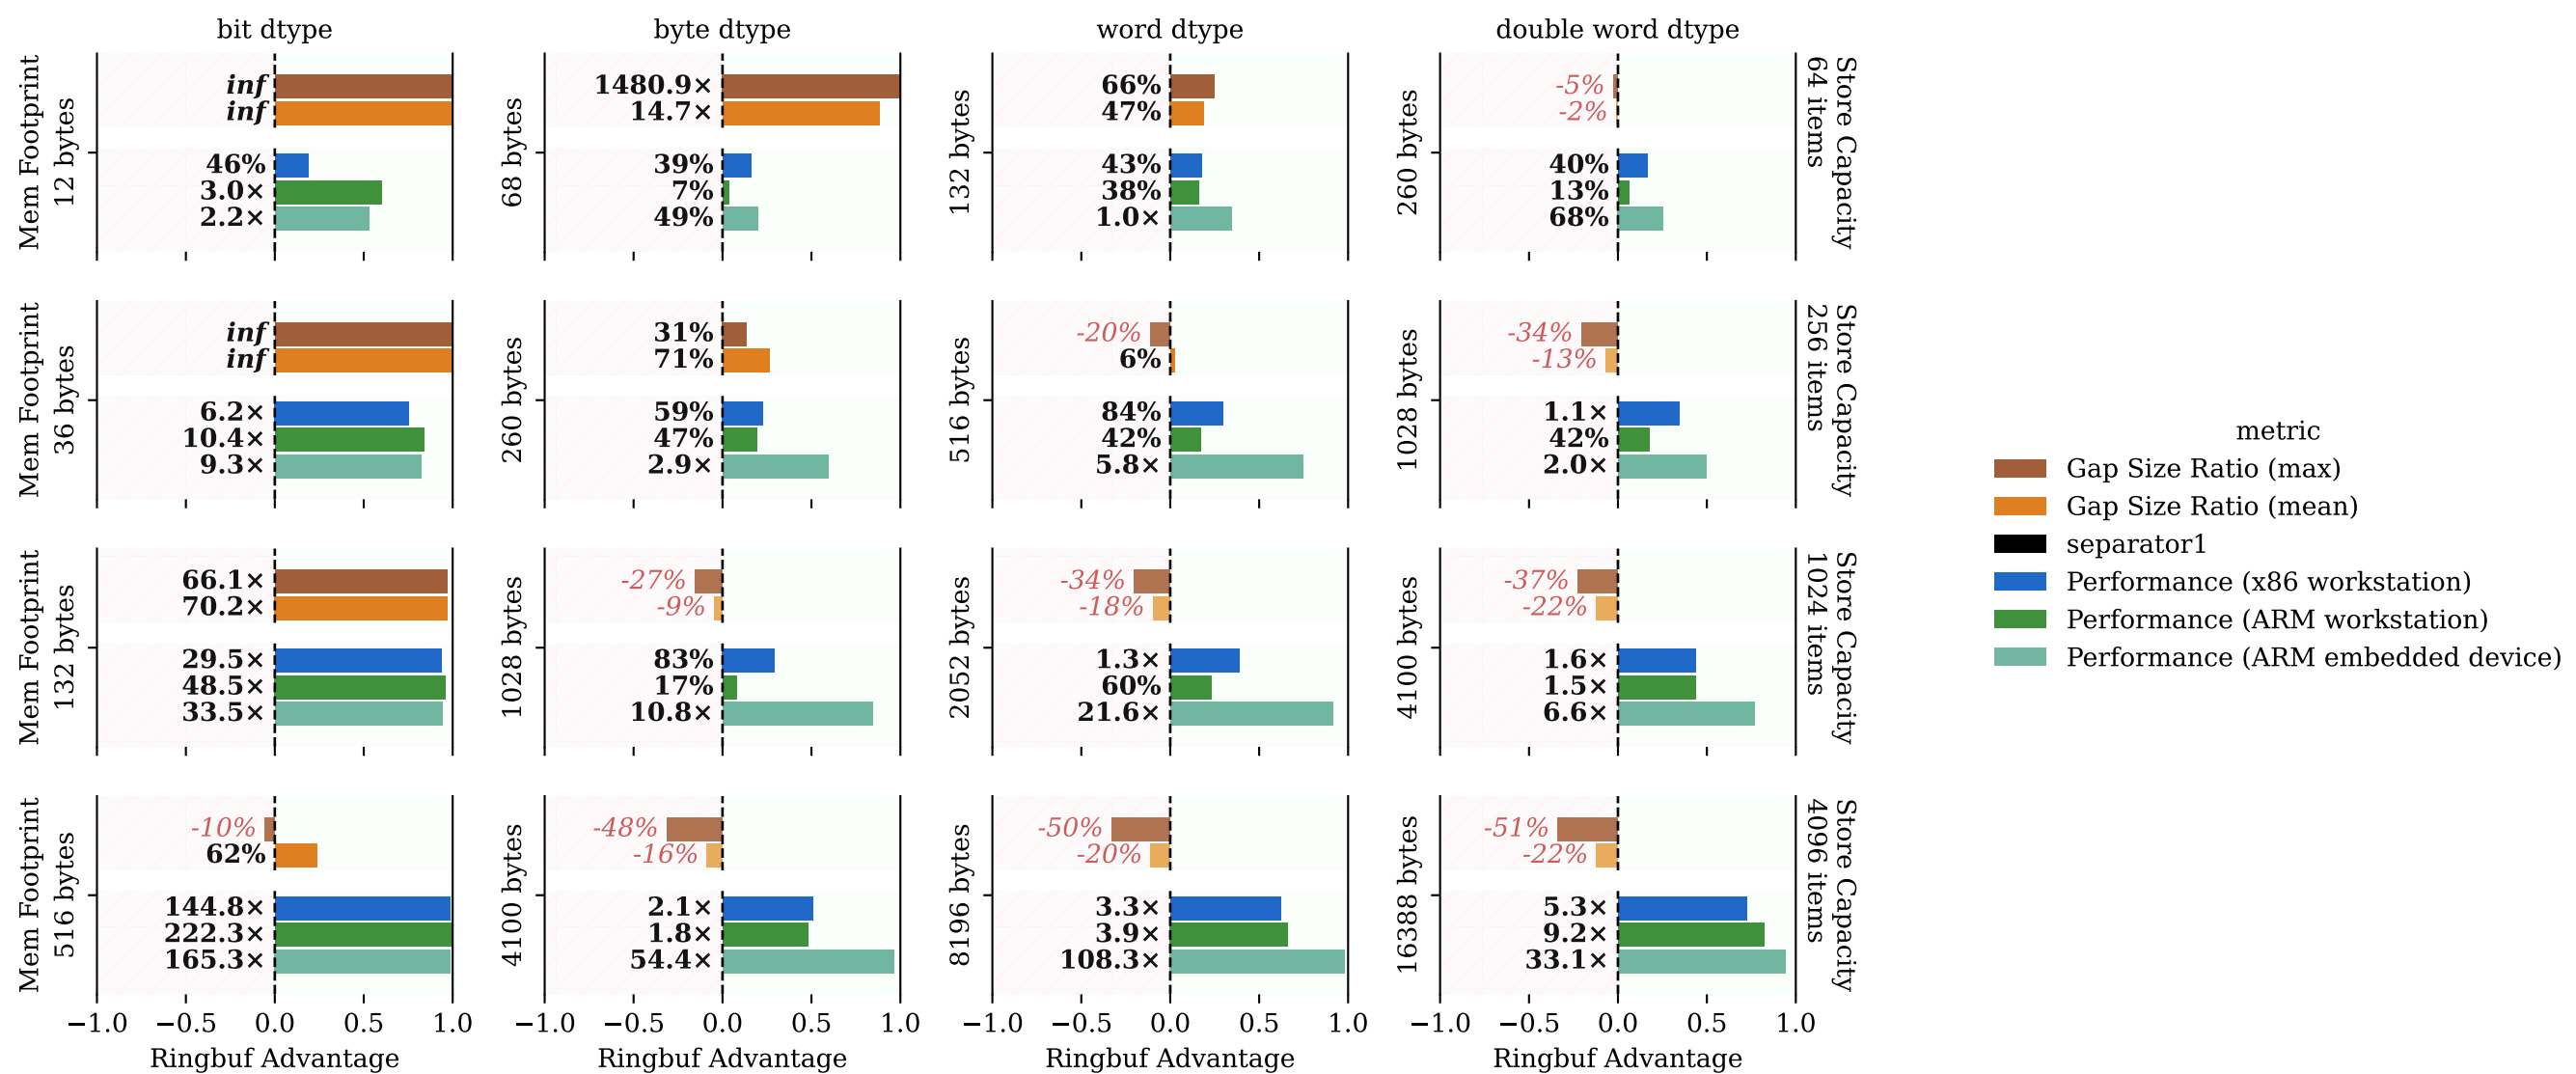 bit dtype
byte dtype
word dtype
double word dtype
Mem Footprint
12 bytes
inf
inf
46%
3.0×
2.2×
68 bytes
1480.9×
14.7×
39%
7%
49%
132 bytes
66%
47%
43%
38%
1.0×
260 bytes
-5%
-2%
40%
13%
68%
Store Capacity
64 items
Mem Footprint
36 bytes
inf
inf
6.2×
10.4×
9.3×
260 bytes
31%
71%
59%
47%
2.9×
516 bytes
-20%
6%
84%
42%
5.8×
1028 bytes
-34%
-13%
1.1×
42%
2.0×
Store Capacity
256 items
Mem Footprint
132 bytes
66.1×
70.2×
29.5×
48.5×
33.5×
1028 bytes
-27%
-9%
83%
17%
10.8×
2052 bytes
-34%
-18%
1.3×
60%
21.6×
4100 bytes
-37%
-22%
1.6×
1.5×
6.6×
Store Capacity
1024 items
Mem Footprint
516 bytes
-10%
62%
144.8×
222.3×
165.3×
4100 bytes
-48%
-16%
2.1×
1.8×
54.4×
8196 bytes
-50%
-20%
3.3×
3.9×
108.3×
16388 bytes
-51%
-22%
5.3×
9.2×
33.1×
Store Capacity
4096 items
−1.0 −0.5 0.0 0.5 1.0
−1.0 −0.5 0.0 0.5 1.0
−1.0 −0.5 0.0 0.5 1.0
−1.0 −0.5 0.0 0.5 1.0
Ringbuf Advantage
Ringbuf Advantage
Ringbuf Advantage
Ringbuf Advantage
metric
Gap Size Ratio (max)
Gap Size Ratio (mean)
separator1
Performance (x86 workstation)
Performance (ARM workstation)
Performance (ARM embedded device)